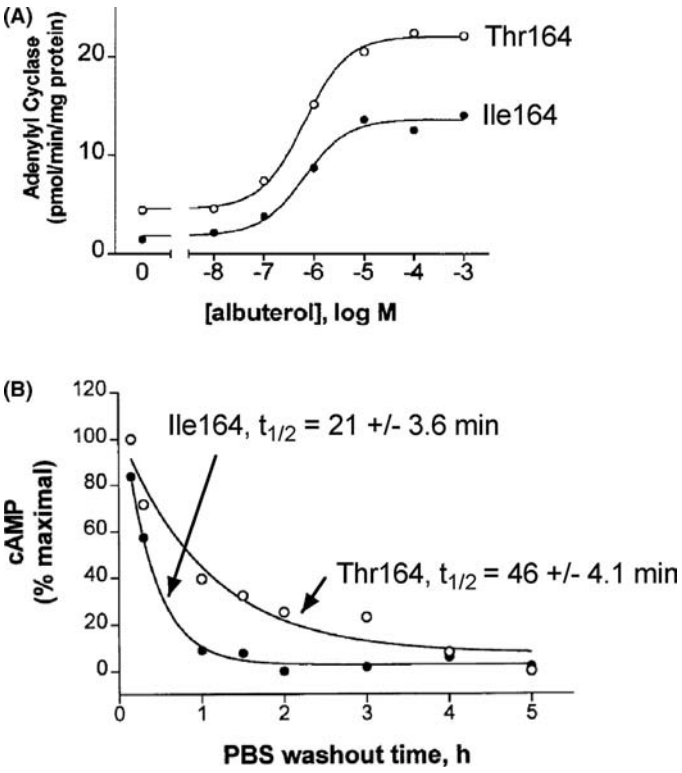 (A)
Adenylyl Cyclase
(pmol/min/mg protein)
20
10
0
Thr164
Ile164
0 -8 -7 -6 -5 -4 -3
[albuterol], log M
(B)
cAMP
(% maximal)
120
100
80
60
40
20
0
Ile164, t1/2 = 21 +/- 3.6 min
Thr164, t1/2 = 46 +/- 4.1 min
0 1 2 3 4 5
PBS washout time, h